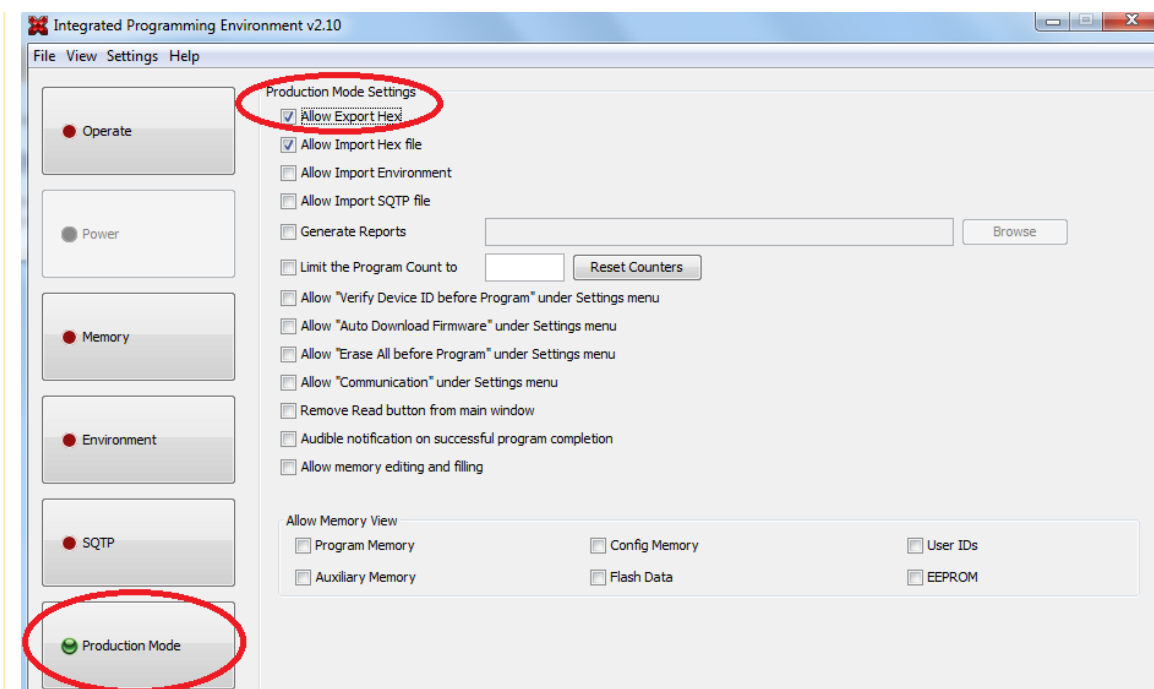 Integrated Programming Environment v2.10
File View Settings Help
Operate
Power
Memory
Environment
SQTP
Production Mode
Production Mode Settings
Allow Export Hex
Allow Import Hex file
Allow Import Environment
Allow Import SQTP file
Generate Reports Browse
Limit the Program Count to Reset Counters
Allow "Verify Device ID before Program" under Settings menu
Allow "Auto Download Firmware" under Settings menu
Allow "Erase All before Program" under Settings menu
Allow "Communication" under Settings menu
Remove Read button from main window
Audible notification on successful program completion
Allow memory editing and filling
Allow Memory View
Program Memory Config Memory User IDs
Auxiliary Memory Flash Data EEPROM